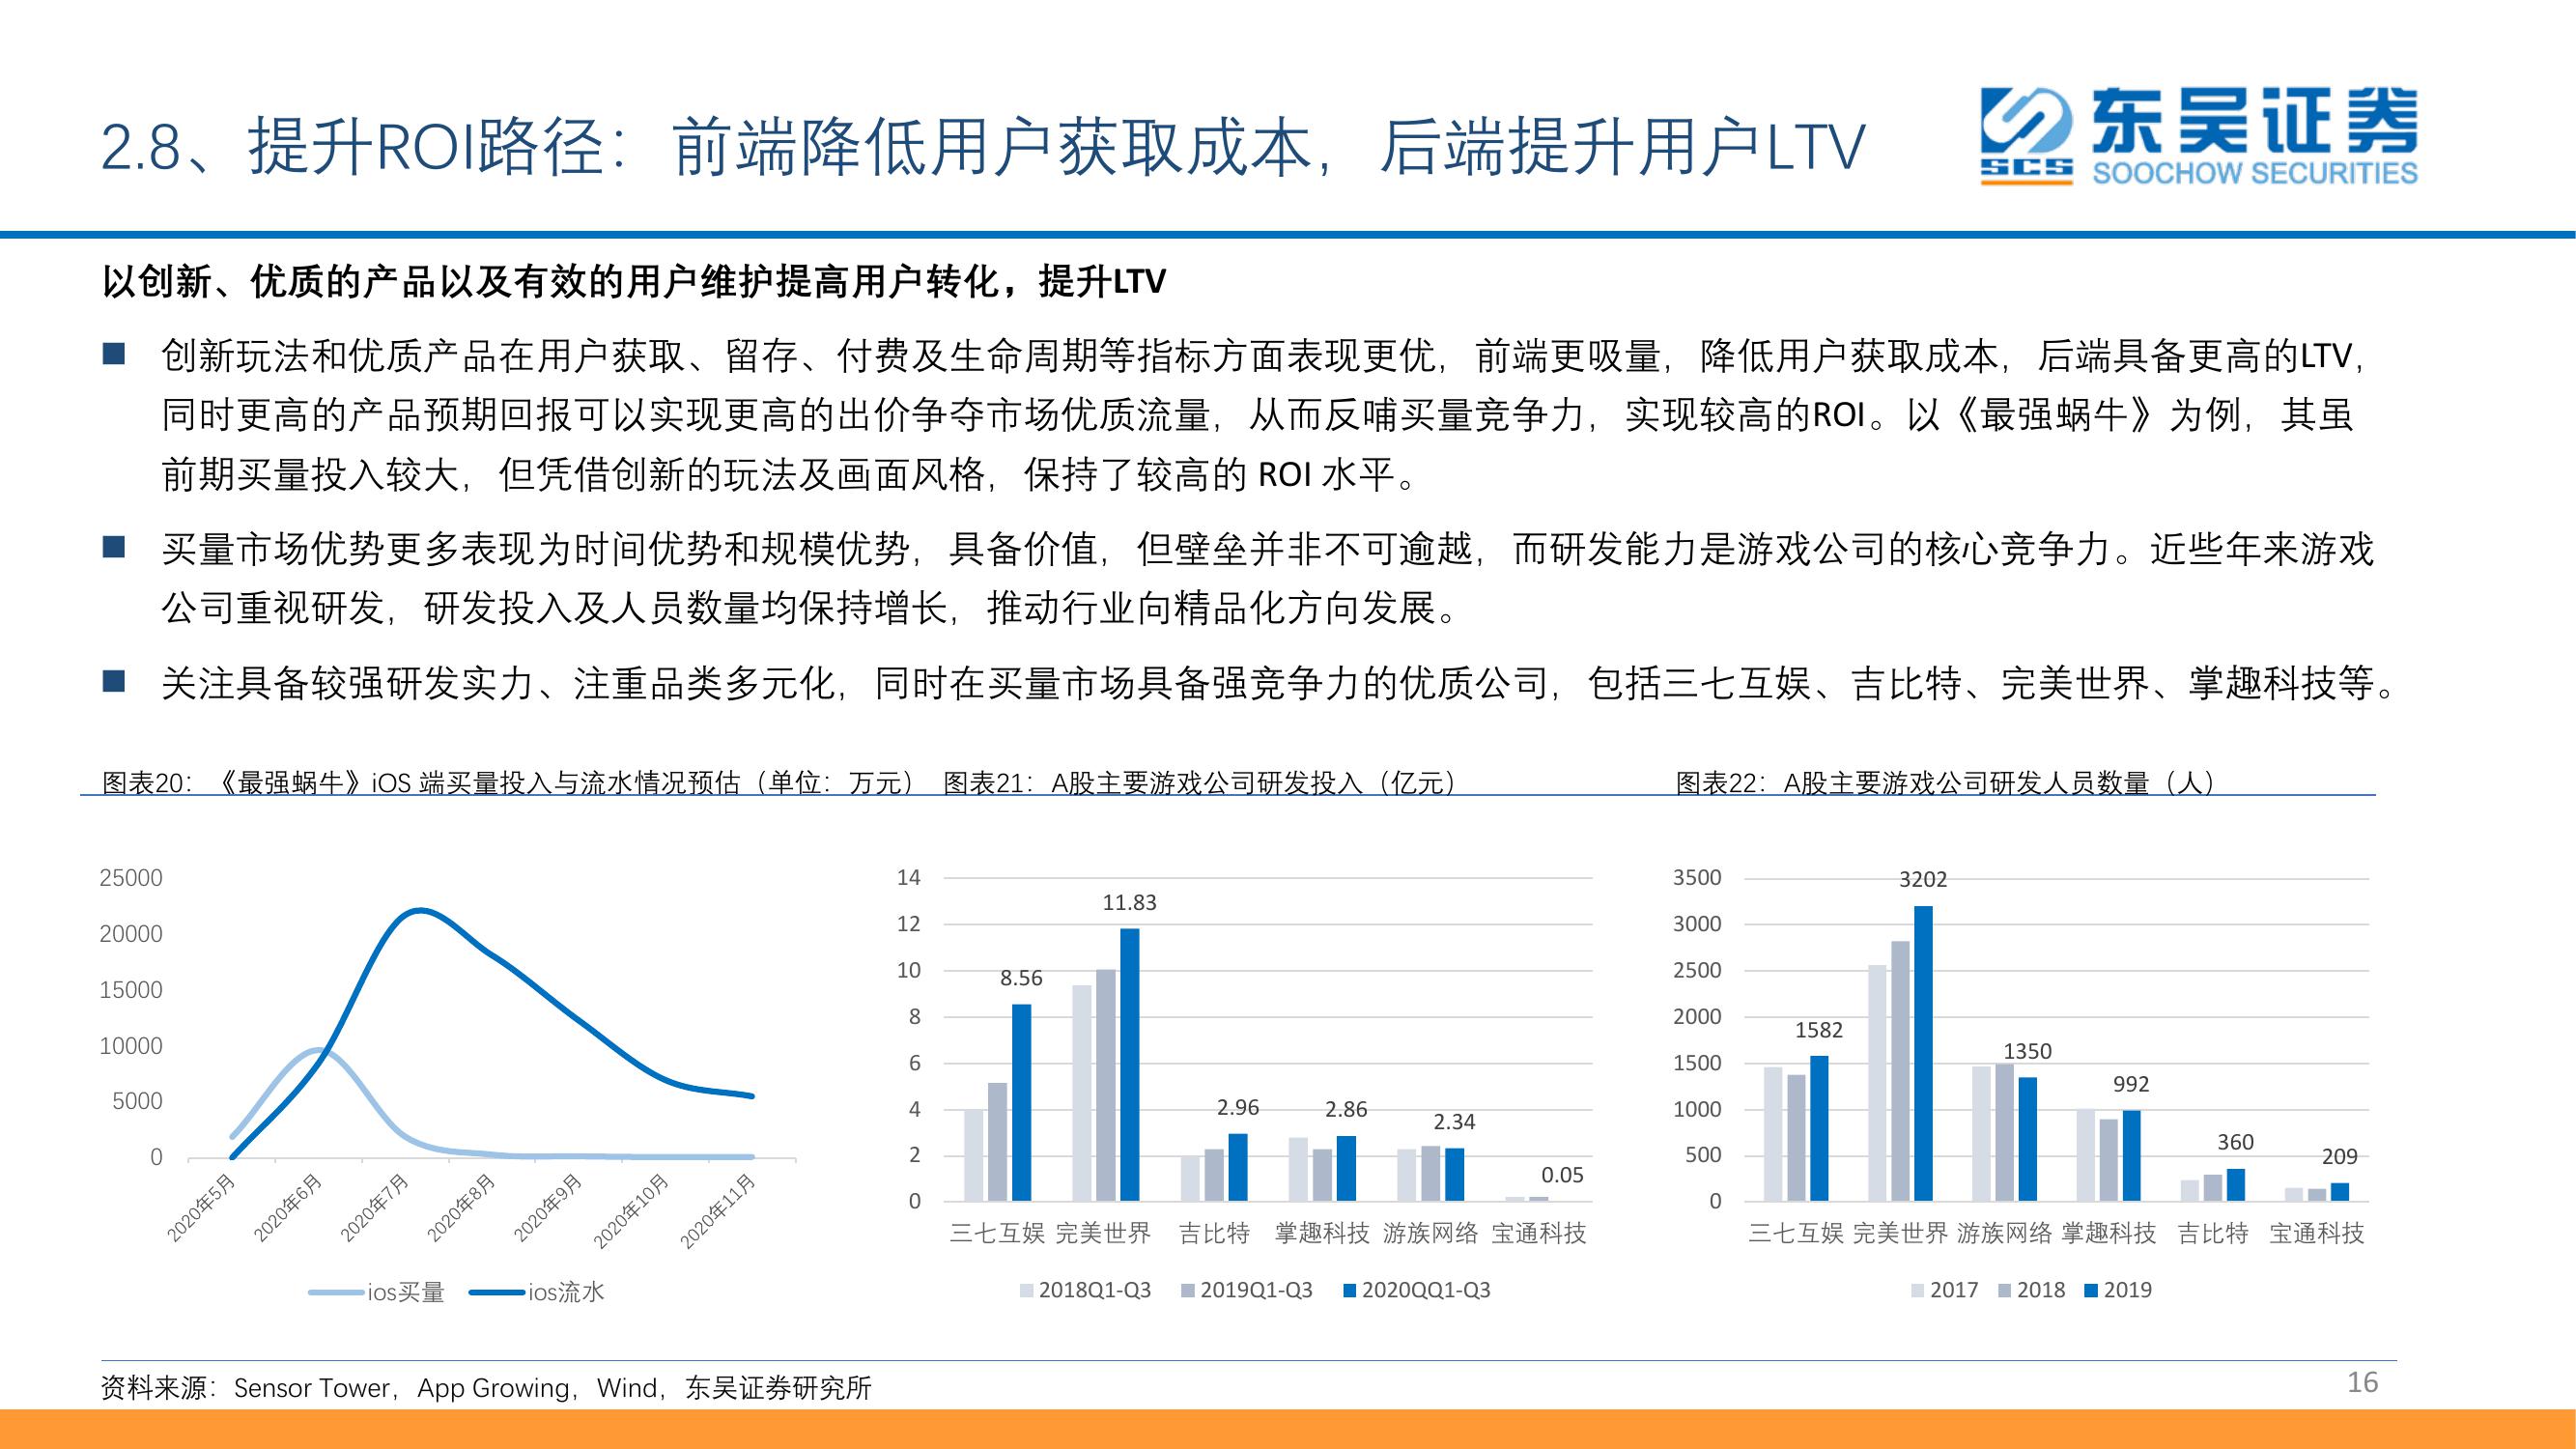 2.8、提升ROI路径：前端降低用户获取成本，后端提升用户LTV
SCS
东吴证券
SOOCHOW SECURITIES
以创新、优质的产品以及有效的用户维护提高用户转化，提升LTV
■ 创新玩法和优质产品在用户获取、留存、付费及生命周期等指标方面表现更优，前端更吸量，降低用户获取成本，后端具备更高的LTV，
同时更高的产品预期回报可以实现更高的出价争夺市场优质流量，从而反哺买量竞争力，实现较高的ROI。以《最强蜗牛》为例，其虽
前期买量投入较大，但凭借创新的玩法及画面风格，保持了较高的 ROI 水平。
■ 买量市场优势更多表现为时间优势和规模优势，具备价值，但壁垒并非不可逾越，而研发能力是游戏公司的核心竞争力。近些年来游戏
公司重视研发，研发投入及人员数量均保持增长，推动行业向精品化方向发展。
■ 关注具备较强研发实力、注重品类多元化，同时在买量市场具备强竞争力的优质公司，包括三七互娱、吉比特、完美世界、掌趣科技等。
图表20：《最强蜗牛》iOS 端买量投入与流水情况预估（单位：万元）
25000
20000
15000
10000
5000
0
2020年5月 2020年6月 2020年7月 2020年8月 2020年9月 2020年10月 2020年11月
ios买量 ios流水
图表21：A股主要游戏公司研发投入（亿元）
14
12
10
8
6
4
2
0
8.56
11.83
2.96
2.86
2.34
0.05
三七互娱 完美世界 吉比特 掌趣科技 游族网络 宝通科技
2018Q1-Q3 2019Q1-Q3 2020QQ1-Q3
图表22：A股主要游戏公司研发人员数量（人）
3500
3000
2500
2000
1500
1000
500
0
1582
3202
1350
992
360
209
三七互娱 完美世界 游族网络 掌趣科技 吉比特 宝通科技
2017 2018 2019
资料来源：Sensor Tower，App Growing，Wind，东吴证券研究所
16